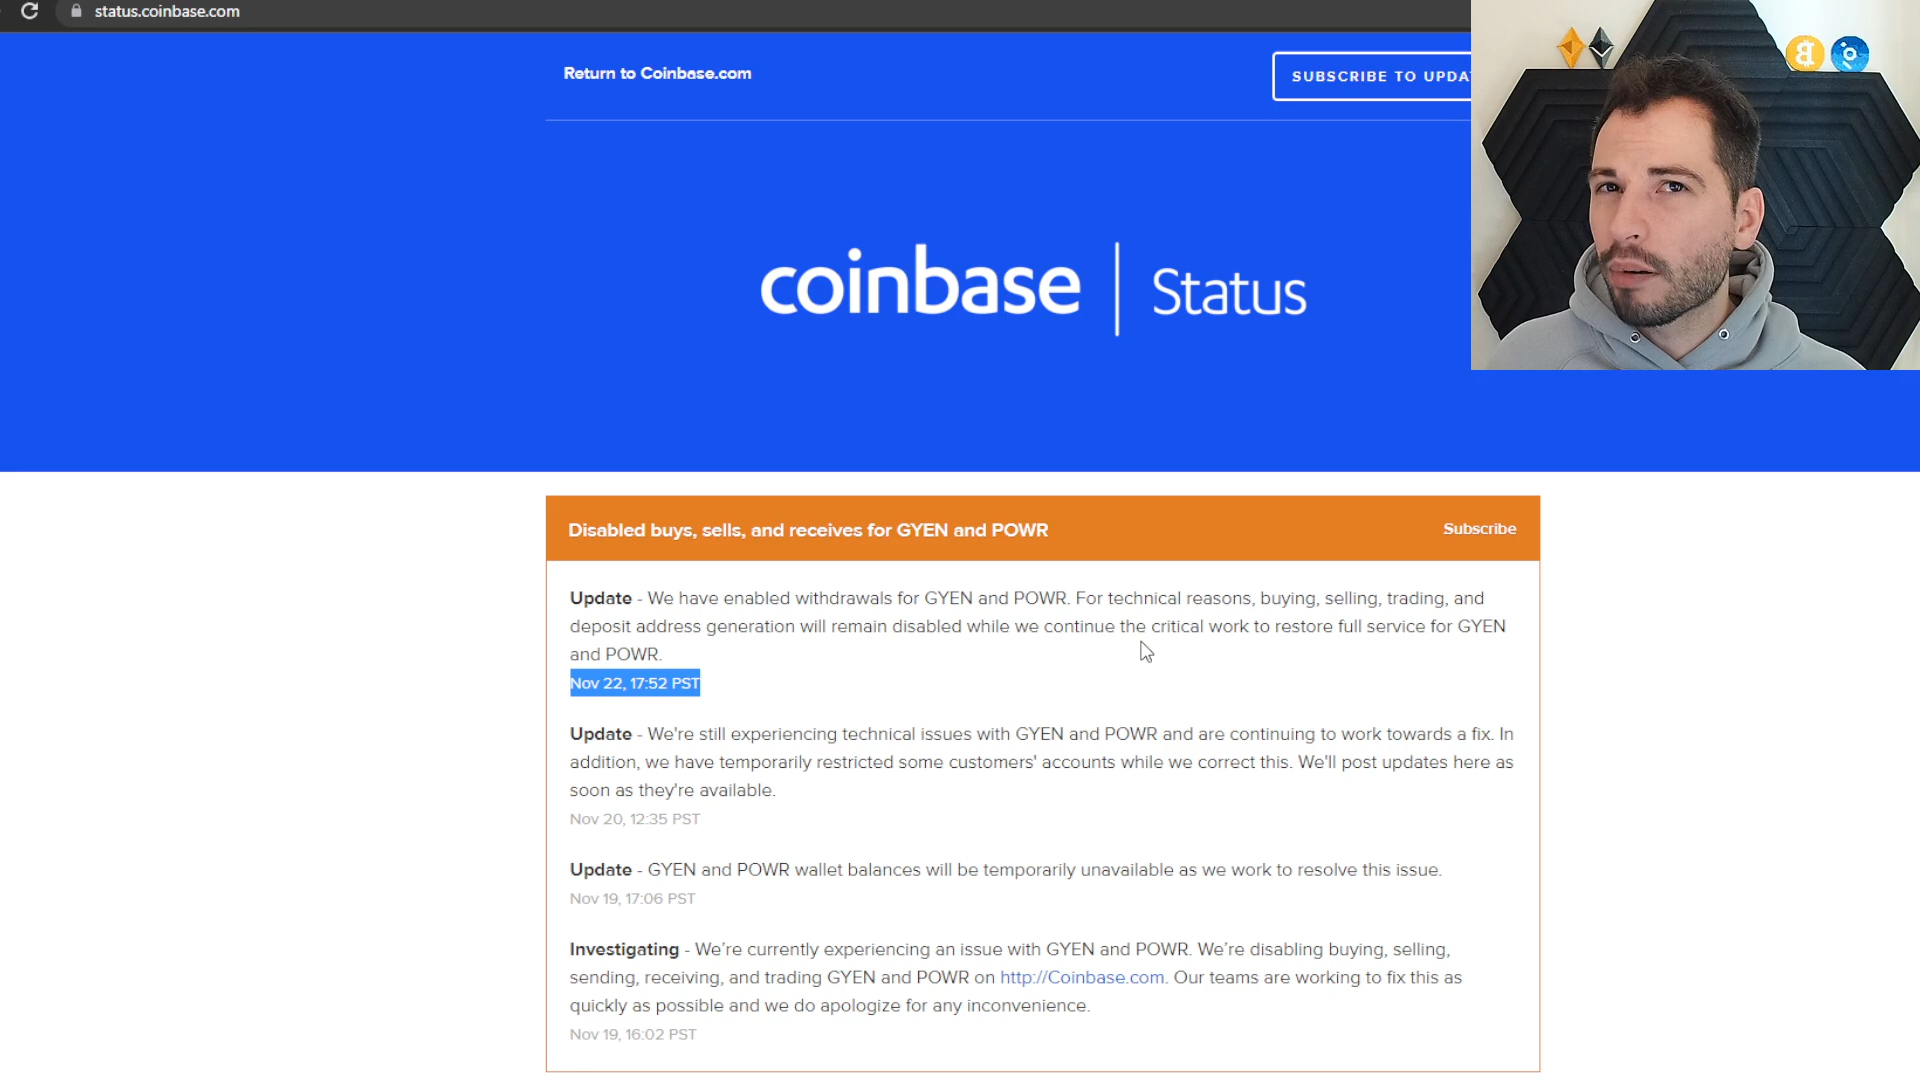 status.coinbase.com
Return to Coinbase.com
SUBSCRIBE TO UPDA
coinbase | Status
Disabled buys, sells, and receives for GYEN and POWR
Subscribe
Update - We have enabled withdrawals for GYEN and POWR. For technical reasons, buying, selling, trading, and
deposit address generation will remain disabled while we continue the critical work to restore full service for GYEN
and POWR.
Nov 22, 17:52 PST
Update - We're still experiencing technical issues with GYEN and POWR and are continuing to work towards a fix. In
addition, we have temporarily restricted some customers' accounts while we correct this. We'll post updates here as
soon as they're available.
Nov 20, 12:35 PST
Update - GYEN and POWR wallet balances will be temporarily unavailable as we work to resolve this issue.
Nov 19, 17:06 PST
Investigating - We’re currently experiencing an issue with GYEN and POWR. We’re disabling buying, selling,
sending, receiving, and trading GYEN and POWR on http://Coinbase.com. Our teams are working to fix this as
quickly as possible and we do apologize for any inconvenience.
Nov 19, 16:02 PST